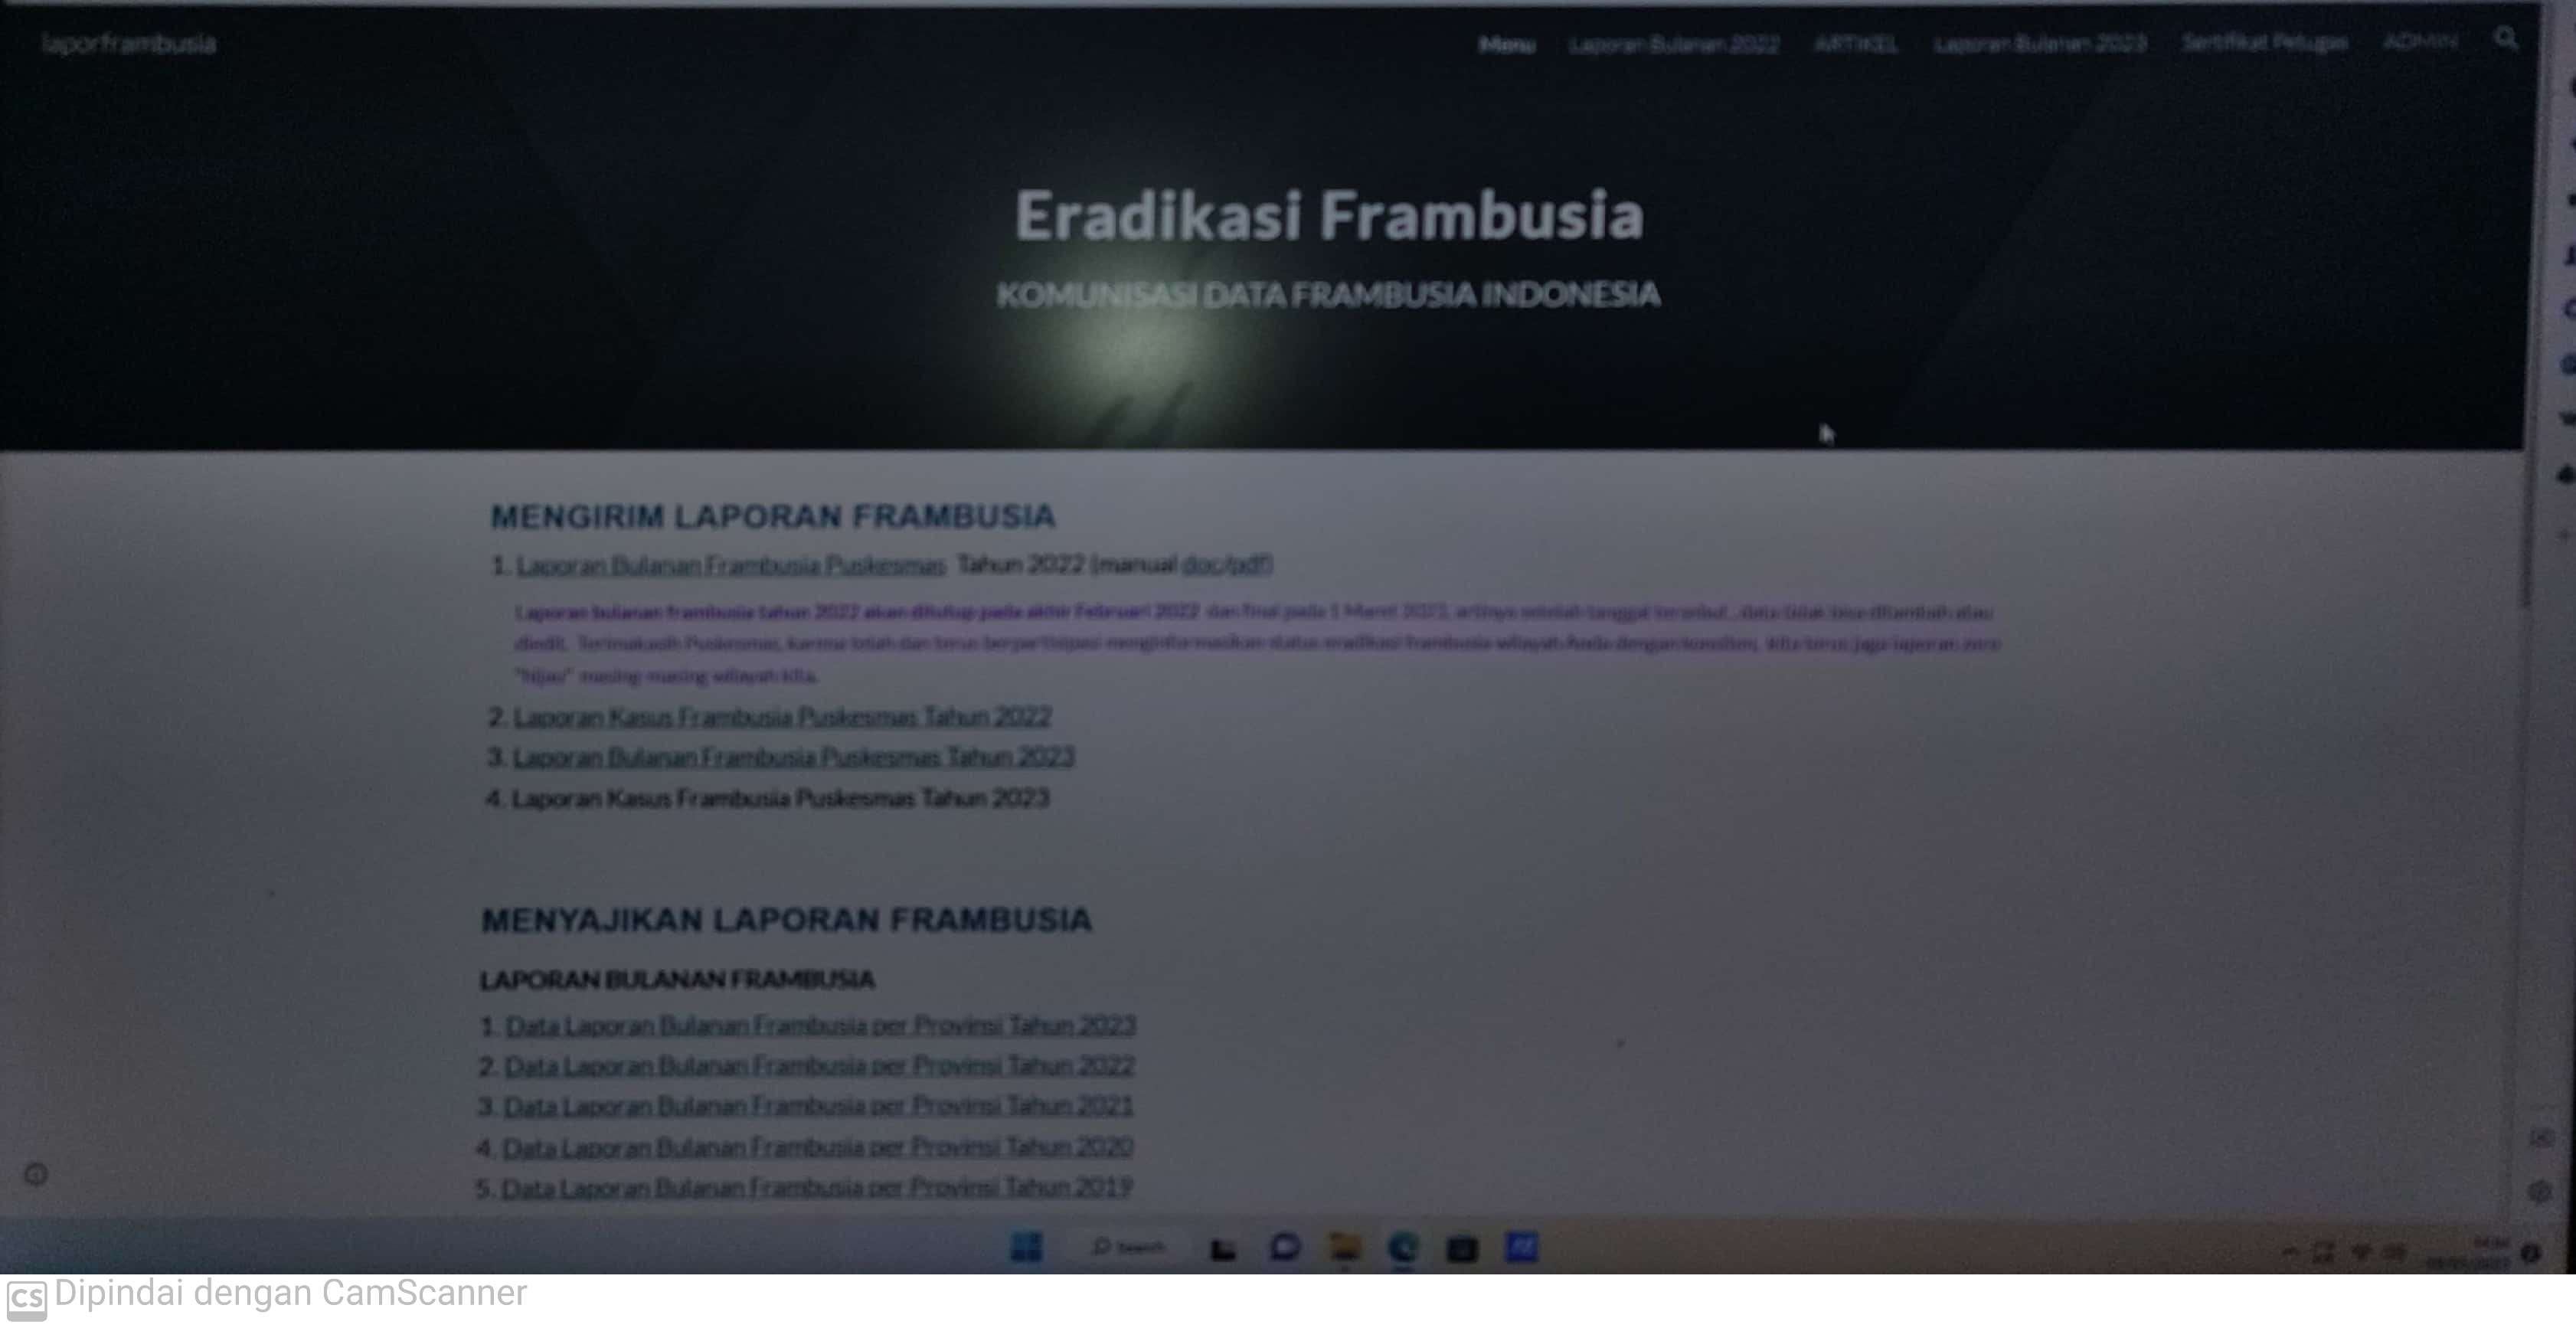 laporframbusia
Menu Laporan Bulanan 2022 ARTIKEL Laporan Bulanan 2023 Sertifikat Petugas ADMIN
Eradikasi Frambusia
KOMUNISASI DATA FRAMBUSIA INDONESIA
MENGIRIM LAPORAN FRAMBUSIA
1. Laporan Bulanan Frambusia Puskesmas Tahun 2022 (manual doc/pdf)
Laporan bulanan frambusia tahun 2022 akan ditutup pada akhir Februari 2022 dan final pada 1 Maret 2023, artinya setelah tanggal tersebut, data tidak bisa ditambah atau
diedit. Terimakasih Puskesmas, karena telah dan terus berpartisipasi menginformasikan status eradikasi frambusia wilayah Anda dengan konsisten. Kita terus jaga laporan zero
"hijau" masing-masing wilayah kita.
2. Laporan Kasus Frambusia Puskesmas Tahun 2022
3. Laporan Bulanan Frambusia Puskesmas Tahun 2023
4. Laporan Kasus Frambusia Puskesmas Tahun 2023
MENYAJIKAN LAPORAN FRAMBUSIA
LAPORAN BULANAN FRAMBUSIA
1. Data Laporan Bulanan Frambusia per Provinsi Tahun 2023
2. Data Laporan Bulanan Frambusia per Provinsi Tahun 2022
3. Data Laporan Bulanan Frambusia per Provinsi Tahun 2021
4. Data Laporan Bulanan Frambusia per Provinsi Tahun 2020
5. Data Laporan Bulanan Frambusia per Provinsi Tahun 2019
Search
CS Dipindai dengan CamScanner